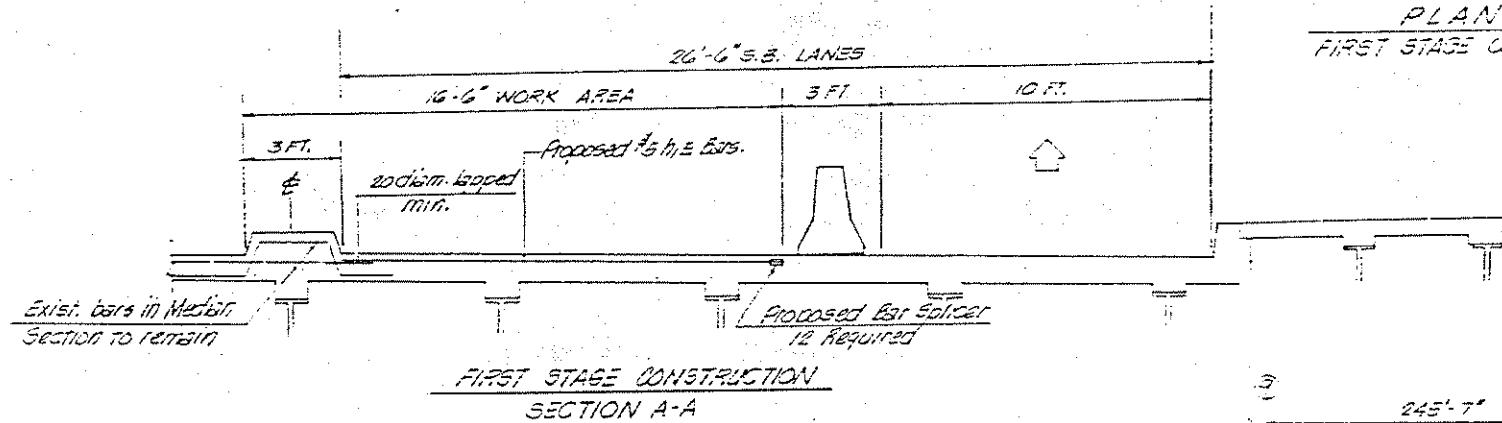 PLAN
FIRST STAGE C
26'-6" S.B. LANES
16'-6" WORK AREA
3 FT.
10 FT.
3 FT.
Proposed #5 h, E Bars.
20 diam. lapped
min.
Exist. bars in Median
Section to remain
Proposed Bar Splicer
12 Required
FIRST STAGE CONSTRUCTION
SECTION A-A
245'-7"